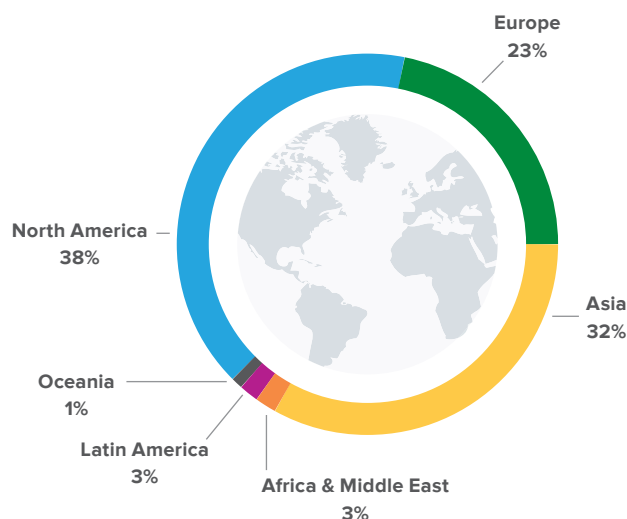 Europe
23%
North America
38%
Asia
32%
Oceania
1%
Latin America
3%
Africa & Middle East
3%